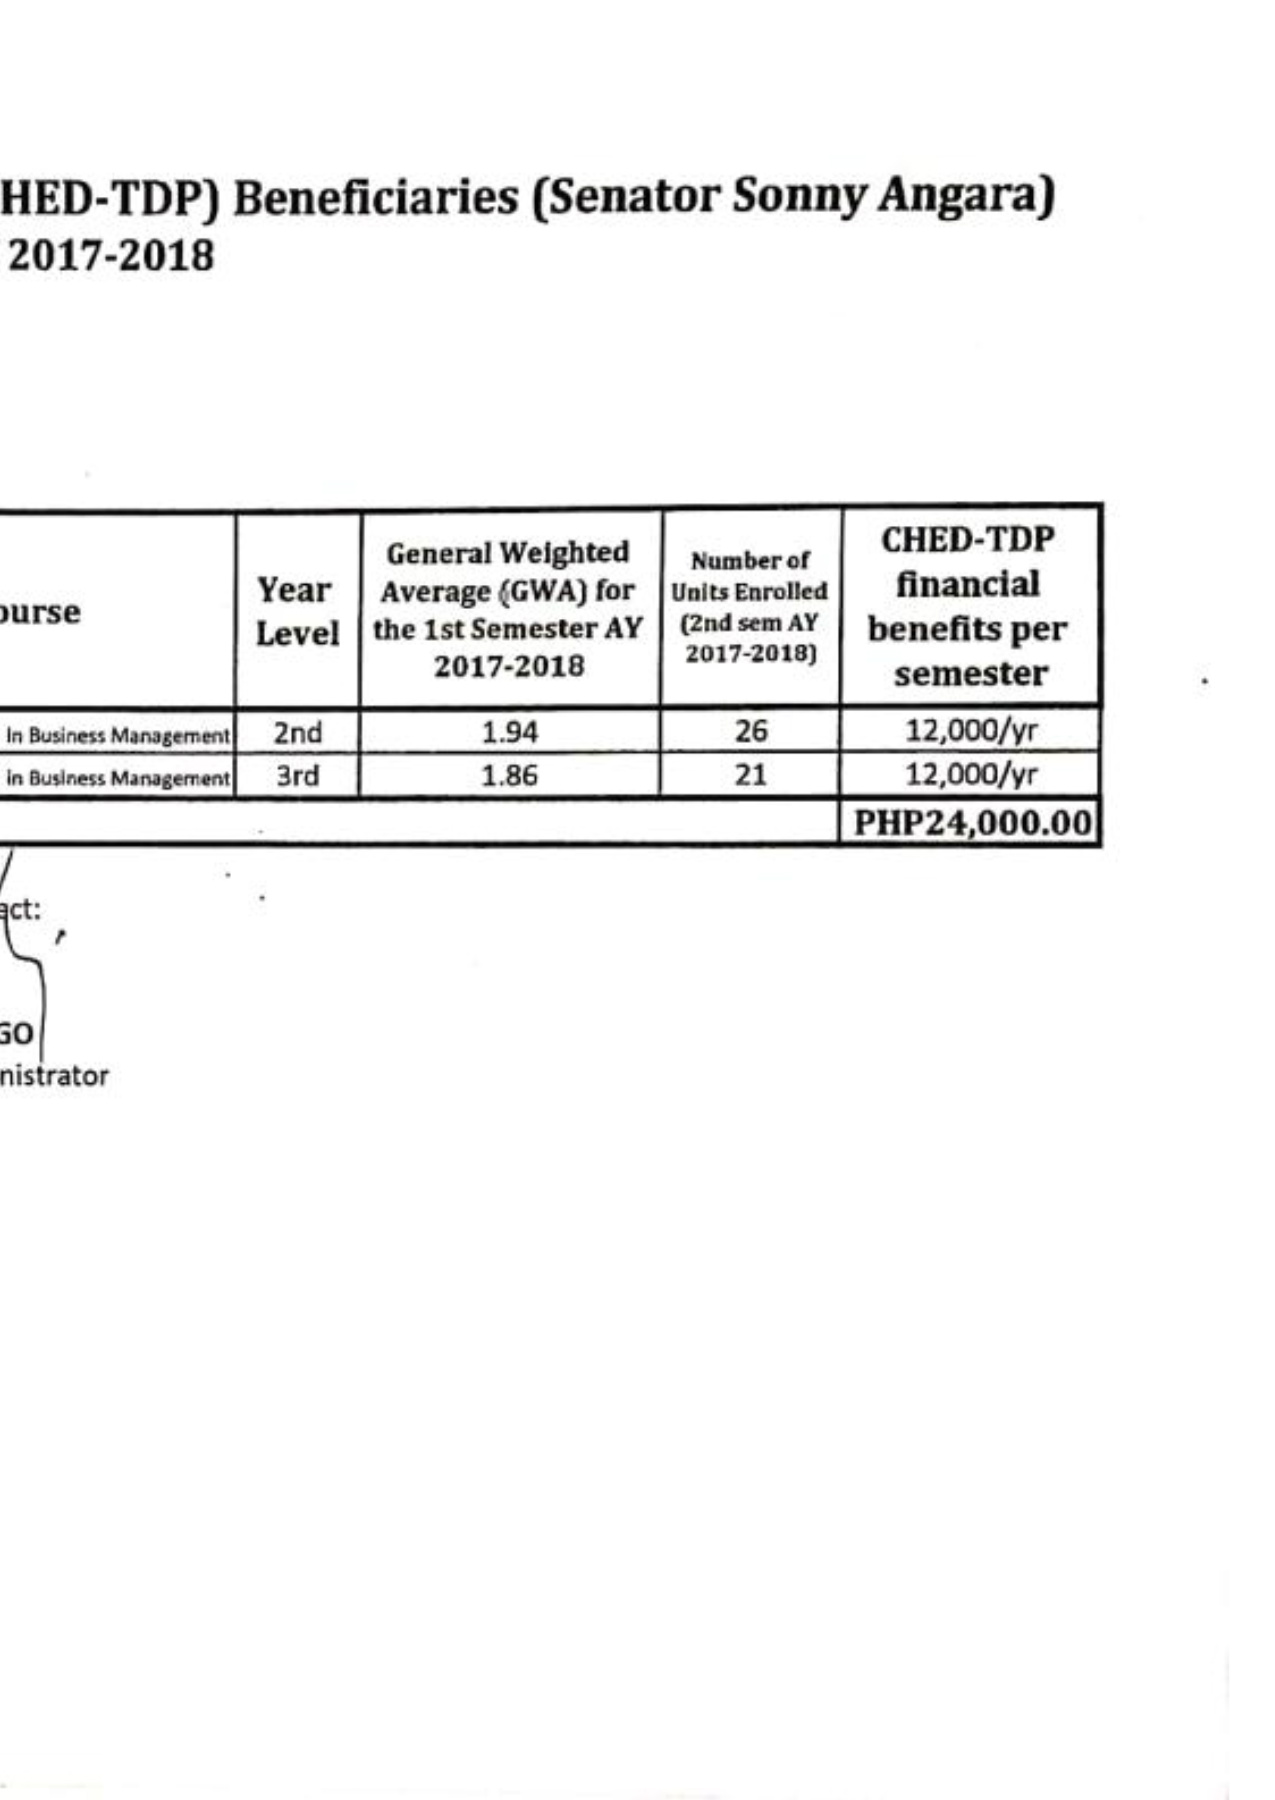 HED-TDP) Beneficiaries (Senator Sonny Angara)
2017-2018
ourse
Year Level
General Weighted Average (GWA) for the 1st Semester AY 2017-2018
Number of Units Enrolled (2nd sem AY 2017-2018)
CHED-TDP financial benefits per semester
in Business Management 2nd 1.94 26 12,000/yr
in Business Management 3rd 1.86 21 12,000/yr
PHP24,000.00
ect:
GO
nistrator